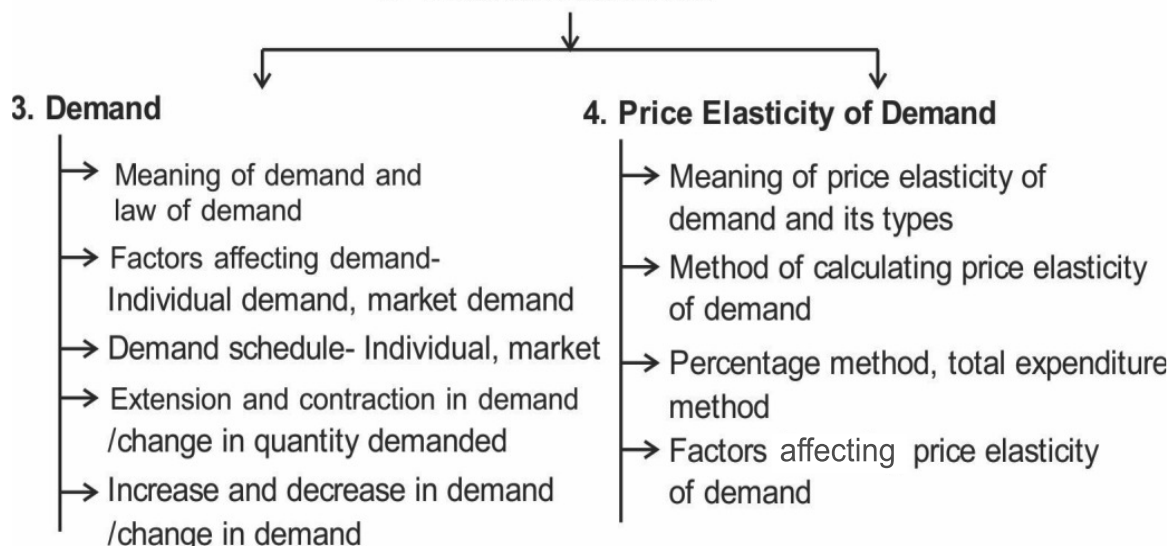 3. Demand
Meaning of demand and
law of demand
Factors affecting demand-
Individual demand, market demand
Demand schedule- Individual, market
Extension and contraction in demand
/change in quantity demanded
Increase and decrease in demand
/change in demand
4. Price Elasticity of Demand
Meaning of price elasticity of
demand and its types
Method of calculating price elasticity
of demand
Percentage method, total expenditure
method
Factors affecting price elasticity
of demand